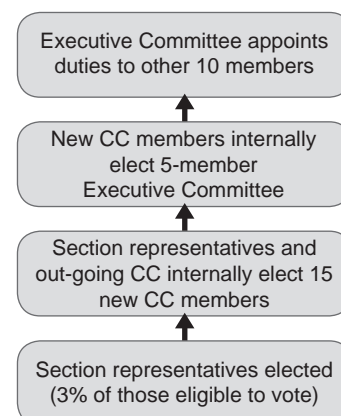 Executive Committee appoints
duties to other 10 members
New CC members internally
elect 5-member
Executive Committee
Section representatives and
out-going CC internally elect 15
new CC members
Section representatives elected
(3% of those eligible to vote)